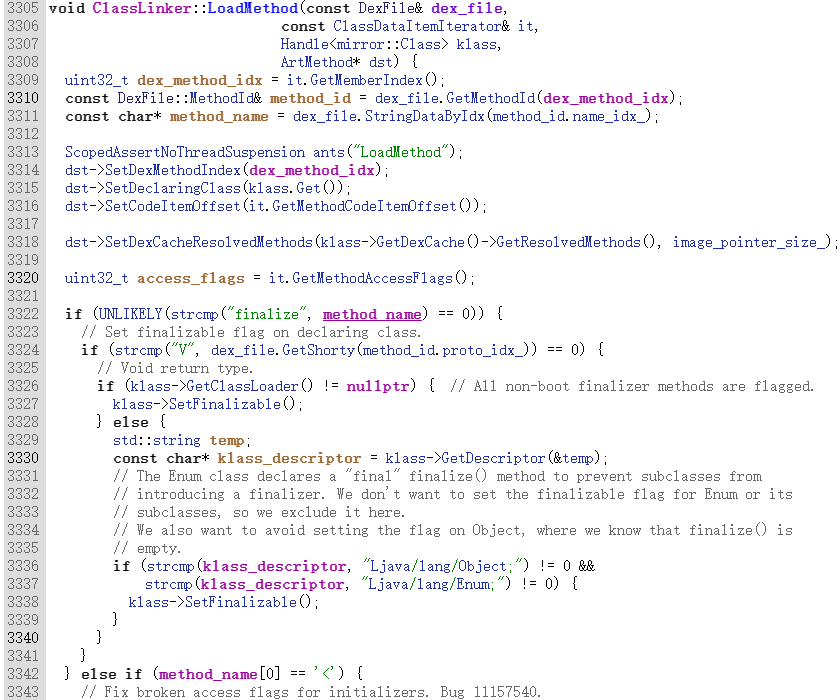 3305 void ClassLinker::LoadMethod(const DexFile& dex_file,
3306                              const ClassDataItemIterator& it,
3307                              Handle<mirror::Class> klass,
3308                              ArtMethod* dst) {
3309   uint32_t dex_method_idx = it.GetMemberIndex();
3310   const DexFile::MethodId& method_id = dex_file.GetMethodId(dex_method_idx);
3311   const char* method_name = dex_file.StringDataByIdx(method_id.name_idx_);
3312
3313   ScopedAssertNoThreadSuspension ants("LoadMethod");
3314   dst->SetDexMethodIndex(dex_method_idx);
3315   dst->SetDeclaringClass(klass.Get());
3316   dst->SetCodeItemOffset(it.GetMethodCodeItemOffset());
3317
3318   dst->SetDexCacheResolvedMethods(klass->GetDexCache()->GetResolvedMethods(), image_pointer_size_);
3319
3320   uint32_t access_flags = it.GetMethodAccessFlags();
3321
3322   if (UNLIKELY(strcmp("finalize", method_name) == 0)) {
3323     // Set finalizable flag on declaring class.
3324     if (strcmp("V", dex_file.GetShorty(method_id.proto_idx_)) == 0) {
3325       // Void return type.
3326       if (klass->GetClassLoader() != nullptr) {  // All non-boot finalizer methods are flagged.
3327         klass->SetFinalizable();
3328       } else {
3329         std::string temp;
3330         const char* klass_descriptor = klass->GetDescriptor(&temp);
3331         // The Enum class declares a "final" finalize() method to prevent subclasses from
3332         // introducing a finalizer. We don't want to set the finalizable flag for Enum or its
3333         // subclasses, so we exclude it here.
3334         // We also want to avoid setting the flag on Object, where we know that finalize() is
3335         // empty.
3336         if (strcmp(klass_descriptor, "Ljava/lang/Object;") != 0 &&
3337             strcmp(klass_descriptor, "Ljava/lang/Enum;") != 0) {
3338           klass->SetFinalizable();
3339         }
3340       }
3341     }
3342   } else if (method_name[0] == '<') {
3343     // Fix broken access flags for initializers. Bug 11157540.